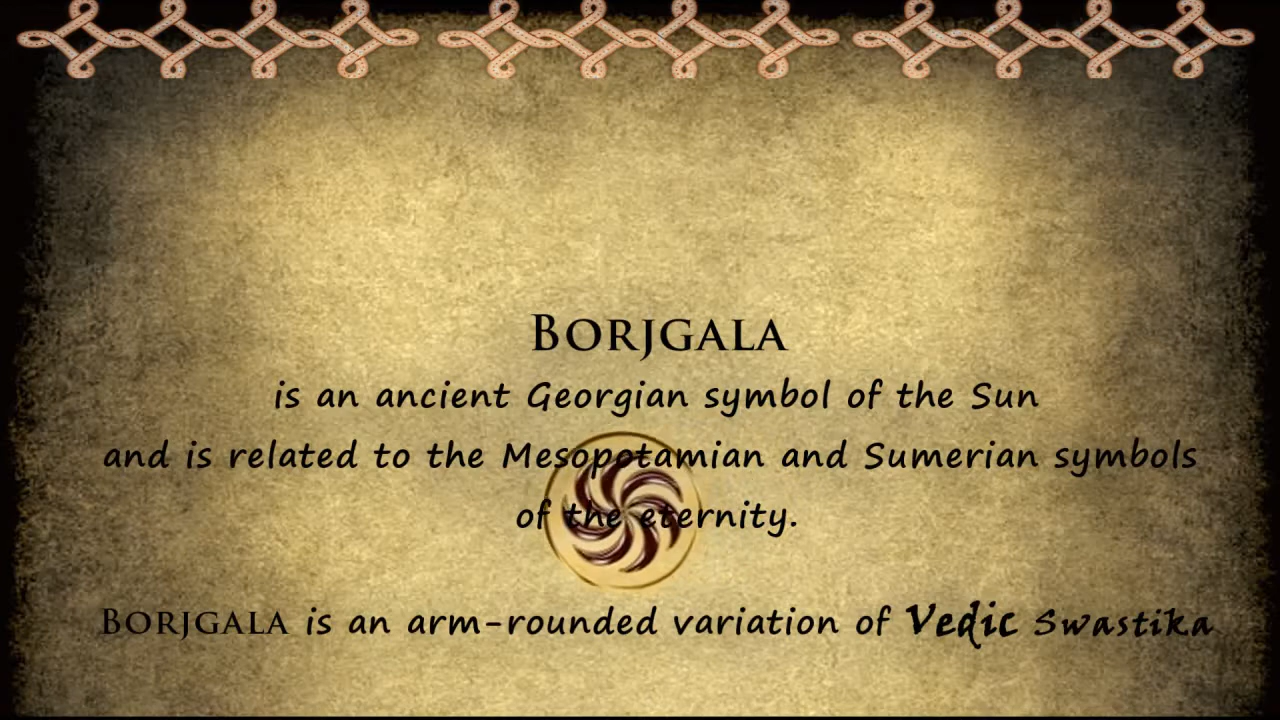 Borjgala
is an ancient Georgian symbol of the Sun
and is related to the Mesopotamian and Sumerian symbols
of the eternity.
Borjgala is an arm-rounded variation of Vedic Swastika